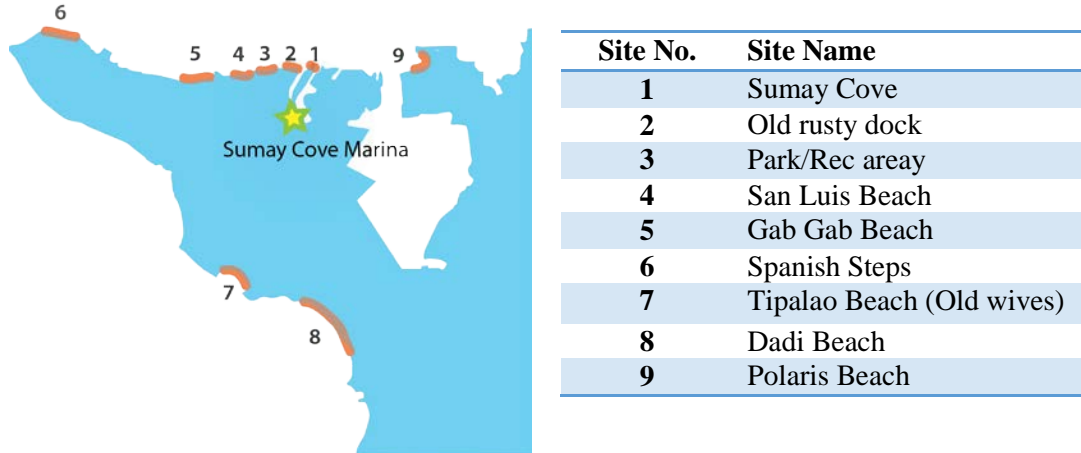 6
5 4 3 2 1 9
Sumay Cove Marina
7
8
Site No. Site Name
1 Sumay Cove
2 Old rusty dock
3 Park/Rec areay
4 San Luis Beach
5 Gab Gab Beach
6 Spanish Steps
7 Tipalao Beach (Old wives)
8 Dadi Beach
9 Polaris Beach